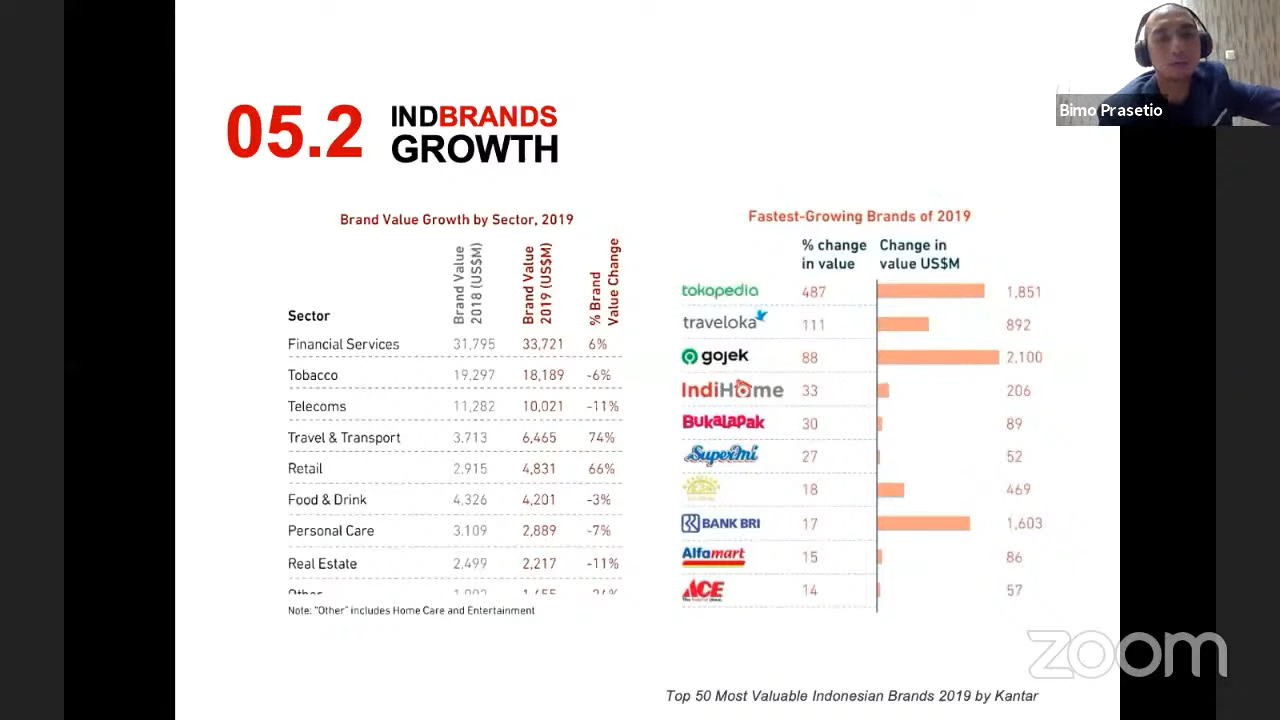 Bimo Prasetio
05.2 INDBRANDS
GROWTH
Brand Value Growth by Sector, 2019
Sector Brand Value 2018 (US$M) Brand Value 2019 (US$M) % Brand Value Change
Financial Services 31,795 33,721 6%
Tobacco 19,297 18,189 -6%
Telecoms 11,282 10,021 -11%
Travel & Transport 3.713 6,465 74%
Retail 2.915 4,831 66%
Food & Drink 4,326 4,201 -3%
Personal Care 3.109 2,889 -7%
Real Estate 2,499 2,217 -11%
Other
Note: "Other" includes Home Care and Entertainment
Fastest-Growing Brands of 2019
% change in value Change in value US$M
tokopedia 487 1,851
traveloka 111 892
gojek 88 2,100
IndiHome 33 206
BukaLapak 30 89
Supermi 27 52
18 469
BANK BRI 17 1,603
Alfamart 15 86
ACE 14 57
zoom
Top 50 Most Valuable Indonesian Brands 2019 by Kantar